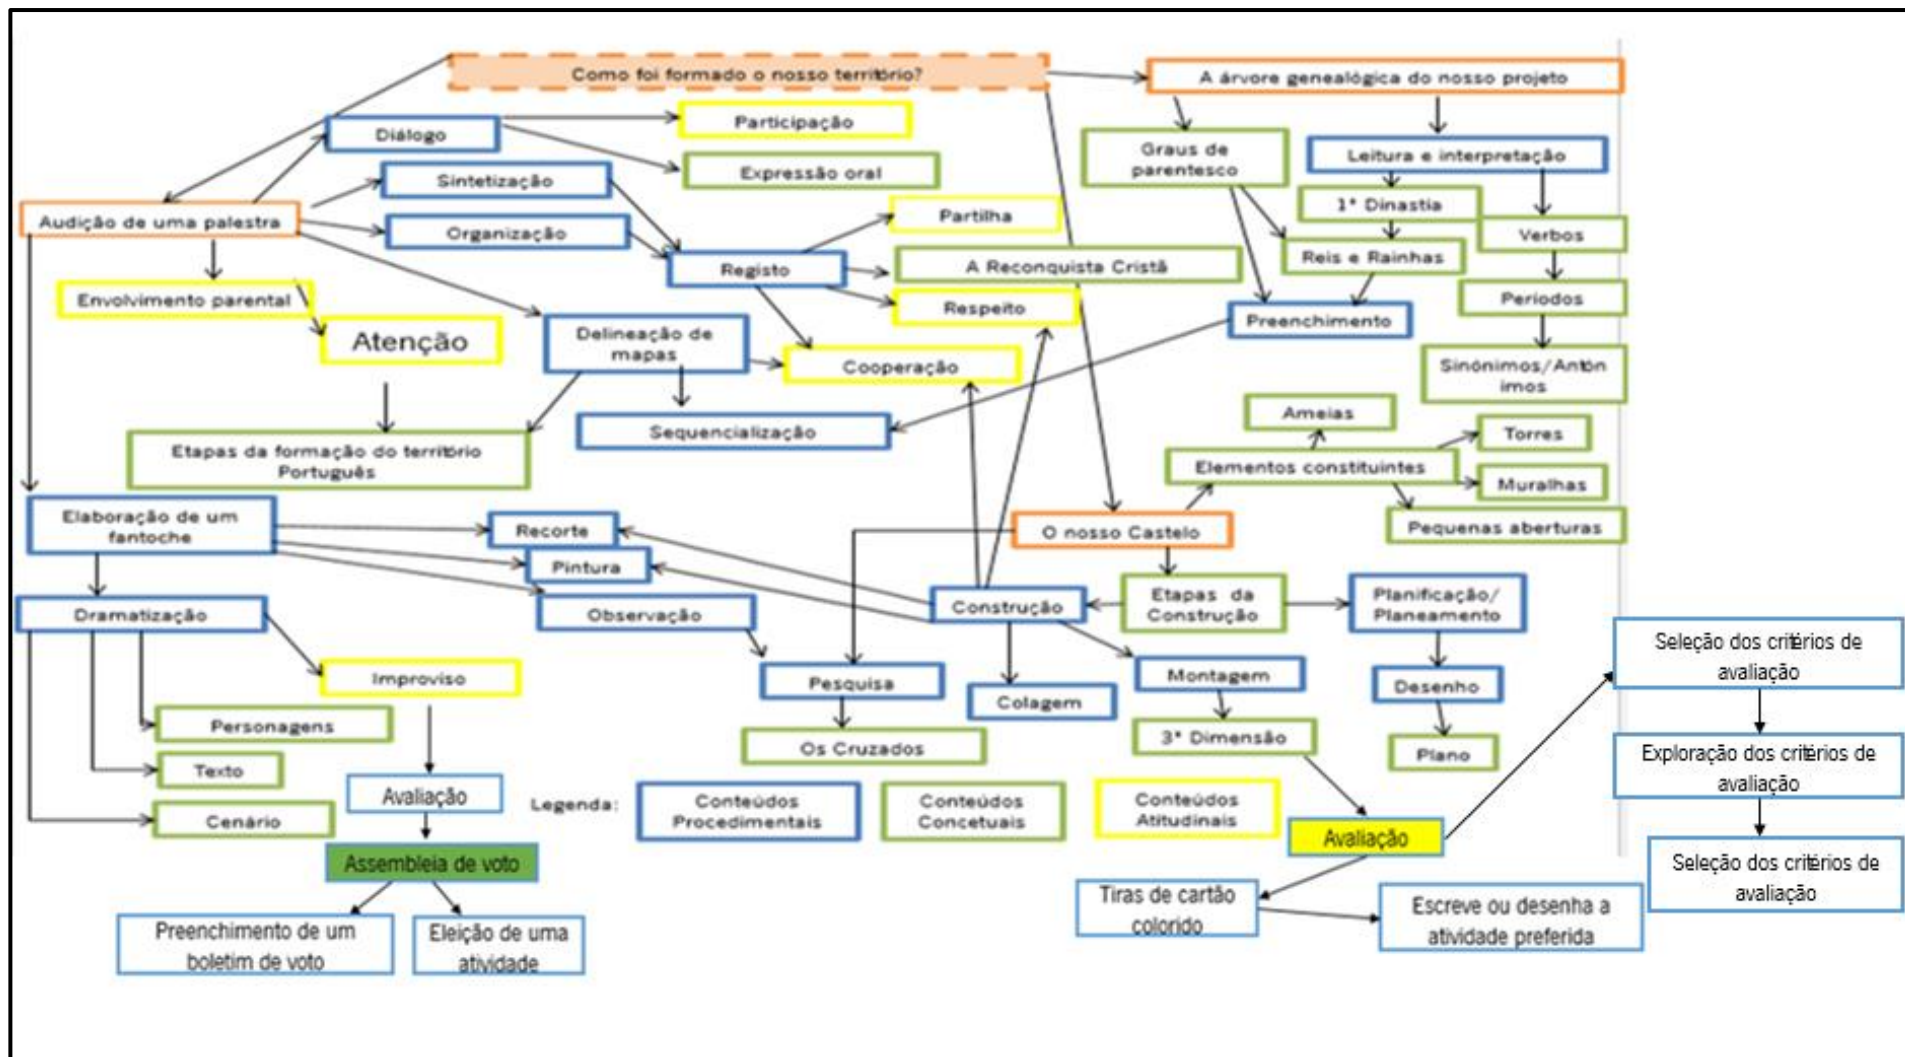 Como foi formado o nosso território?
A árvore genealógica do nosso projeto
Participação
Diálogo
Graus de
parentesco
Leitura e interpretação
Expressão oral
Sintetização
1ª Dinastia
Audição de uma palestra
Partilha
Organização
Verbos
Reis e Rainhas
Registo
A Reconquista Cristã
Envolvimento parental
Períodos
Respeito
Preenchimento
Atenção
Delineação de
mapas
Cooperação
Sinónimos/Antón
imos
Ameias
Sequencialização
Torres
Etapas da formação do território
Português
Elementos constituintes
Muralhas
Elaboração de um
fantoche
Recorte
O nosso Castelo
Pequenas aberturas
Pintura
Dramatização
Observação
Construção
Etapas da
Construção
Planificação/
Planeamento
Seleção dos critérios de
avaliação
Improviso
Pesquisa
Colagem
Montagem
Desenho
Personagens
Os Cruzados
3ª Dimensão
Plano
Exploração dos critérios de
avaliação
Texto
Avaliação
Legenda:
Conteúdos
Procedimentais
Conteúdos
Concetuais
Conteúdos
Atitudinais
Cenário
Avaliação
Assembleia de voto
Seleção dos critérios de
avaliação
Tiras de cartão
colorido
Escreve ou desenha a
atividade preferida
Preenchimento de um
boletim de voto
Eleição de uma
atividade